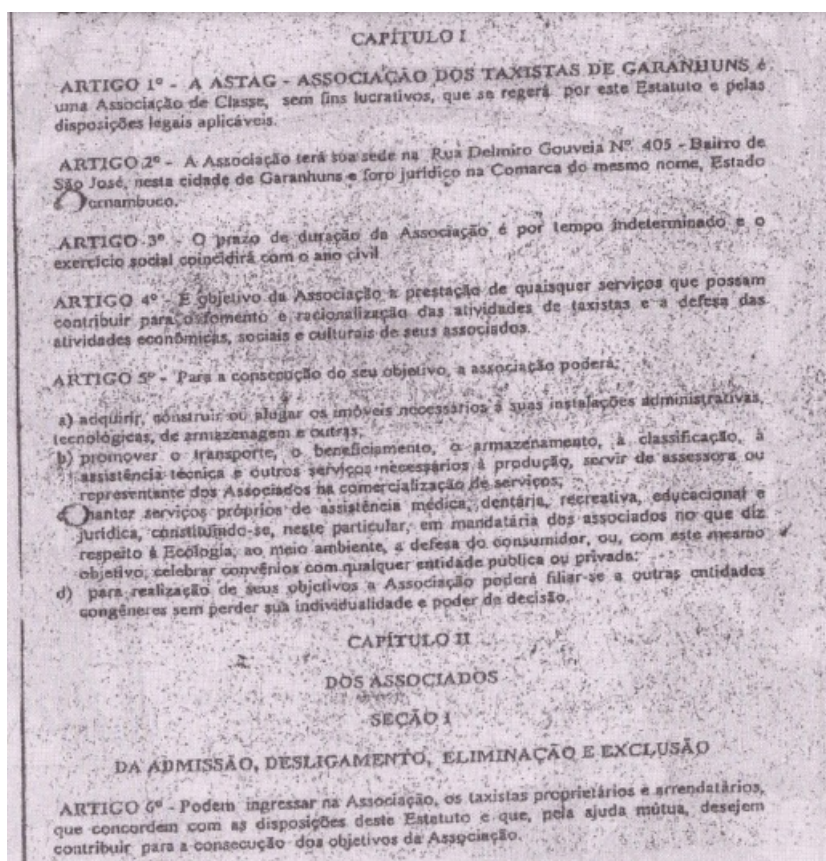 CAPÍTULO I
ARTIGO 1º - A ASTAG - ASSOCIAÇÃO DOS TAXISTAS DE GARANHUNS é
uma Associação de Classe, sem fins lucrativos, que se regerá por este Estatuto e pelas
disposições legais aplicáveis.
ARTIGO 2º - A Associação terá sua sede na Rua Delmiro Gouveia Nº. 405 - Bairro de
São José, nesta cidade de Garanhuns e foro jurídico na Comarca do mesmo nome, Estado
Pernambuco.
ARTIGO 3º - O prazo de duração da Associação é por tempo indeterminado e o
exercício social coincidirá com o ano civil
ARTIGO 4º - É objetivo da Associação a prestação de quaisquer serviços que possam
contribuir para o fomento e racionalização das atividades de taxistas e a defesa das
atividades econômicas, sociais e culturais de seus associados.
ARTIGO 5º - Para a consecução do seu objetivo, a associação poderá:
a) adquirir, construir ou alugar os imóveis necessários à suas instalações administrativas,
tecnológicas, de armazenagem e outras;
b) promover o transporte, o beneficiamento, o armazenamento, à classificação, à
assistência técnica e outros serviços necessários à produção, servir de assessora ou
representante dos Associados na comercialização de serviços;
manter serviços próprios de assistência médica, dentária, recreativa, educacional e
jurídica, constituindo-se, neste particular, em mandatária dos associados no que diz
respeito á Ecologia, ao meio ambiente, a defesa do consumidor, ou, com este mesmo
objetivo, celebrar convênios com qualquer entidade pública ou privada;
d) para realização de seus objetivos a Associação poderá filiar-se a outras entidades
congêneres sem perder sua individualidade e poder de decisão.
CAPÍTULO II
DOS ASSOCIADOS
SEÇÃO I
DA ADMISSÃO, DESLIGAMENTO, ELIMINAÇÃO E EXCLUSÃO
ARTIGO 6º - Podem ingressar na Associação, os taxistas proprietários e arrendatários,
que concordem com as disposições deste Estatuto e que, pela ajuda mútua, desejem
contribuir para a consecução dos objetivos da Associação.